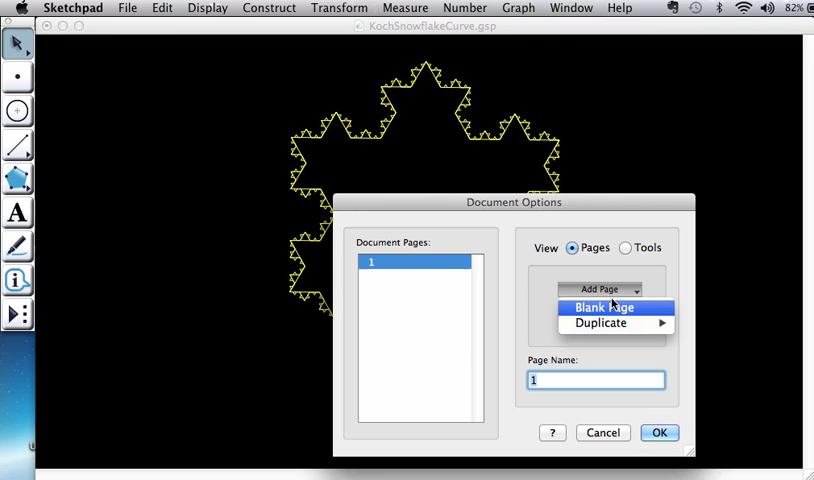 Sketchpad File Edit Display Construct Transform Measure Number Graph Window Help 82%
KochSnowflakeCurve.gsp
Document Options
Document Pages:
1
View Pages Tools
Add Page
Blank Page
Duplicate
Page Name:
1
? Cancel OK
A